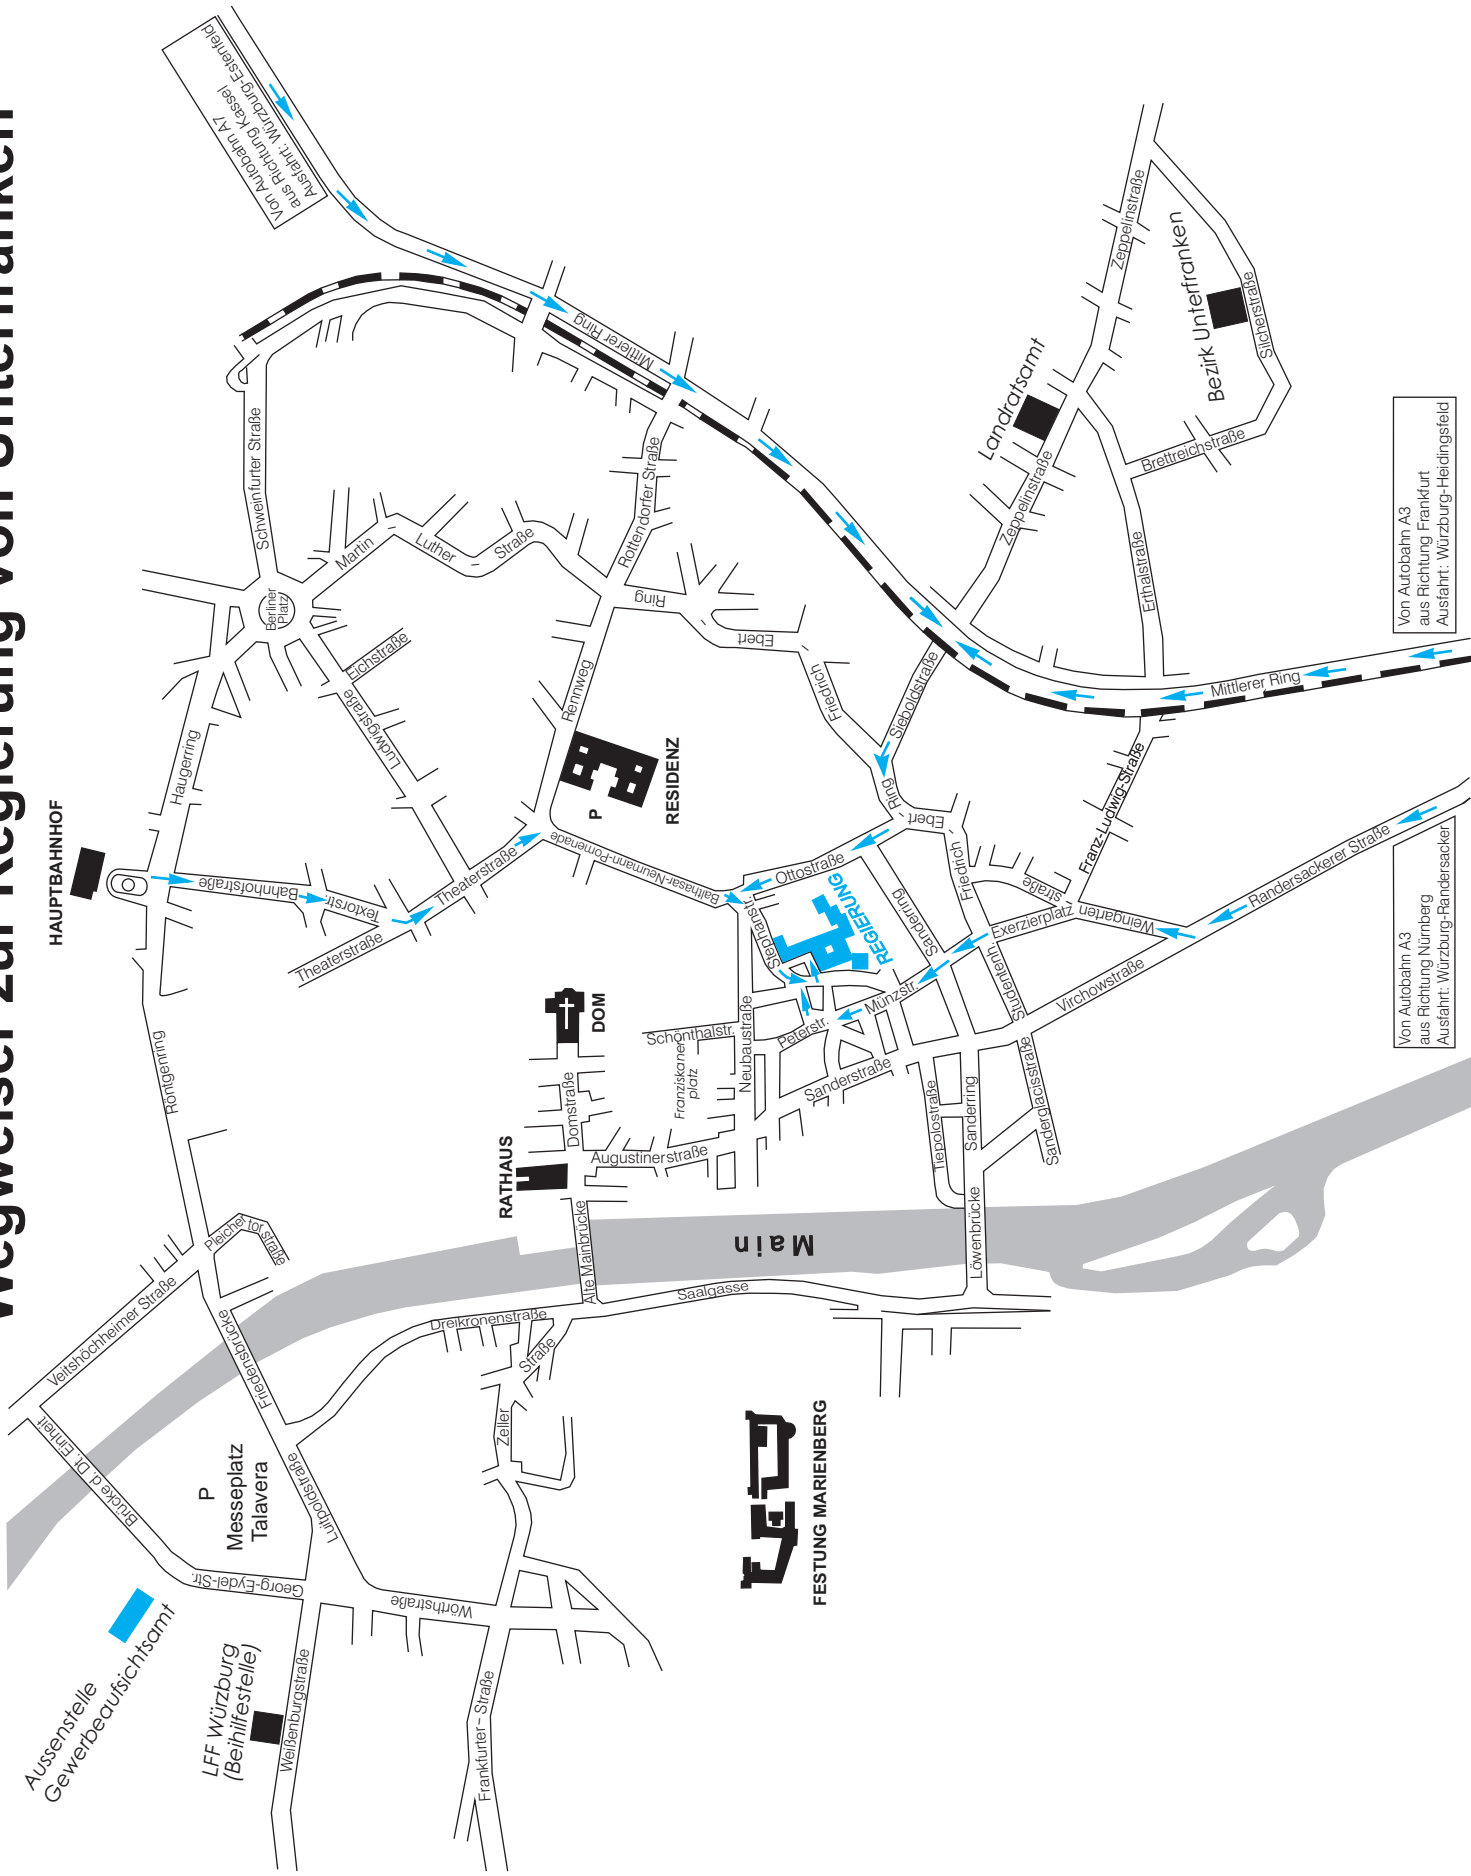 Wegweiser zur Regierung von Unterfranken
Von Autobahn A7
aus Richtung Kassel
Ausfahrt: Würzburg-Estenfeld
Mittlerer Ring
Schweinfurter Straße
Berliner
Platz
Martin
-
Luther
-
Straße
Rottendorfer Straße
Ring
-
Ebert
-
Friedrich
Zeppelinstraße
Bezirk Unterfranken
Silcherstraße
Landratsamt
Brettreichstraße
Zeppelinstraße
Erthalstraße
Von Autobahn A3
aus Richtung Frankfurt
Ausfahrt: Würzburg-Heidingsfeld
Mittlerer Ring
Haugerring
Eichstraße
Ludwigstraße
Rennweg
P
RESIDENZ
Sieboldstraße
Ring
-
Ebert
-
Friedrich
Franz-Ludwig-Straße
HAUPTBAHNHOF
Bahnhofstraße
Textorstr.
Theaterstraße
Theaterstraße
Balthasar-Neumann-Pomenade
Ottostraße
Stephanstr.
REGIERUNG
Sanderring
Weingarten
straße
Exerzierplatz
Studentenh.
Randersackerer Straße
Von Autobahn A3
aus Richtung Nürnberg
Ausfahrt: Würzburg-Randersacker
Virchowstraße
Münzstr.
Peterstr.
Neubaustraße
Schönthalstr.
Franziskaner
platz
Sanderstraße
DOM
Domstraße
RATHAUS
Augustinerstraße
Tiepolostraße
Sanderring
Sanderglacisstraße
Röntgenring
Pleicher
tor
straße
Alte Mainbrücke
Main
Löwenbrücke
Saalgasse
Dreikronenstraße
Veitshöchheimer Straße
Friedensbrücke
Brücke d. Dt. Einheit
P
Messeplatz
Talavera
Luitpoldstraße
Zeller
Straße
FESTUNG MARIENBERG
Georg-Eydel-Str.
Wörthstraße
Aussenstelle
Gewerbeaufsichtsamt
LFF Würzburg
(Beihilfestelle)
Weißenburgstraße
Frankfurter- Straße